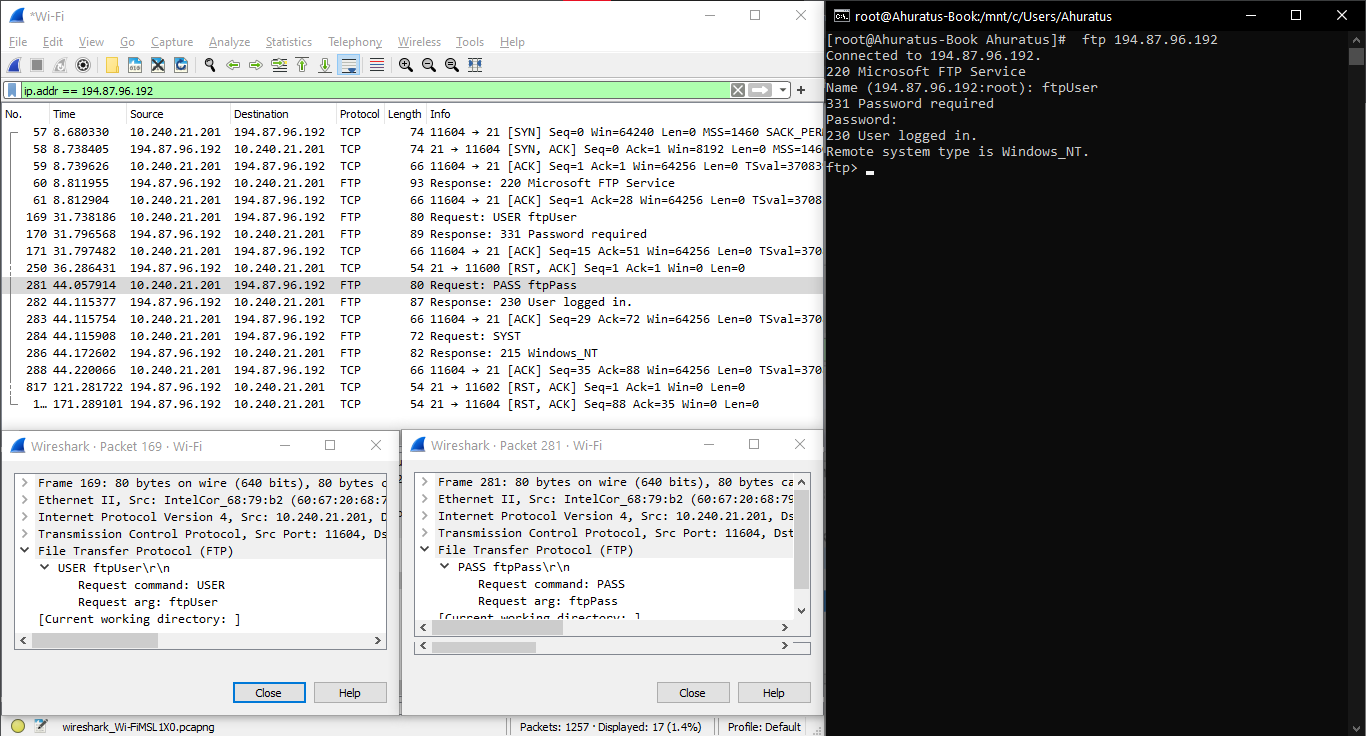 *Wi-Fi
File Edit View Go Capture Analyze Statistics Telephony Wireless Tools Help
ip.addr == 194.87.96.192
No. Time Source Destination Protocol Length Info
57 8.680330 10.240.21.201 194.87.96.192 TCP 74 11604 → 21 [SYN] Seq=0 Win=64240 Len=0 MSS=1460 SACK_PER
58 8.738405 194.87.96.192 10.240.21.201 TCP 74 21 → 11604 [SYN, ACK] Seq=0 Ack=1 Win=8192 Len=0 MSS=146
59 8.739626 10.240.21.201 194.87.96.192 TCP 66 11604 → 21 [ACK] Seq=1 Ack=1 Win=64256 Len=0 TSval=37083
60 8.811955 194.87.96.192 10.240.21.201 FTP 93 Response: 220 Microsoft FTP Service
61 8.812904 10.240.21.201 194.87.96.192 TCP 66 11604 → 21 [ACK] Seq=1 Ack=28 Win=64256 Len=0 TSval=3708
169 31.738186 10.240.21.201 194.87.96.192 FTP 80 Request: USER ftpUser
170 31.796568 194.87.96.192 10.240.21.201 FTP 89 Response: 331 Password required
171 31.797482 10.240.21.201 194.87.96.192 TCP 66 11604 → 21 [ACK] Seq=15 Ack=51 Win=64256 Len=0 TSval=370
250 36.286431 194.87.96.192 10.240.21.201 TCP 54 21 → 11600 [RST, ACK] Seq=1 Ack=1 Win=0 Len=0
281 44.057914 10.240.21.201 194.87.96.192 FTP 80 Request: PASS ftpPass
282 44.115377 194.87.96.192 10.240.21.201 FTP 87 Response: 230 User logged in.
283 44.115754 10.240.21.201 194.87.96.192 TCP 66 11604 → 21 [ACK] Seq=29 Ack=72 Win=64256 Len=0 TSval=370
284 44.115908 10.240.21.201 194.87.96.192 FTP 72 Request: SYST
286 44.172602 194.87.96.192 10.240.21.201 FTP 82 Response: 215 Windows_NT
288 44.220066 10.240.21.201 194.87.96.192 TCP 66 11604 → 21 [ACK] Seq=35 Ack=88 Win=64256 Len=0 TSval=370
817 121.281722 194.87.96.192 10.240.21.201 TCP 54 21 → 11602 [RST, ACK] Seq=1 Ack=1 Win=0 Len=0
1… 171.289101 194.87.96.192 10.240.21.201 TCP 54 21 → 11604 [RST, ACK] Seq=88 Ack=35 Win=0 Len=0
Wireshark · Packet 169 · Wi-Fi
Frame 169: 80 bytes on wire (640 bits), 80 bytes c
Ethernet II, Src: IntelCor_68:79:b2 (60:67:20:68:7
Internet Protocol Version 4, Src: 10.240.21.201, D
Transmission Control Protocol, Src Port: 11604, Ds
File Transfer Protocol (FTP)
USER ftpUser\r\n
Request command: USER
Request arg: ftpUser
[Current working directory: ]
Close Help
Wireshark · Packet 281 · Wi-Fi
Frame 281: 80 bytes on wire (640 bits), 80 bytes ca
Ethernet II, Src: IntelCor_68:79:b2 (60:67:20:68:79
Internet Protocol Version 4, Src: 10.240.21.201, Ds
Transmission Control Protocol, Src Port: 11604, Dst
File Transfer Protocol (FTP)
PASS ftpPass\r\n
Request command: PASS
Request arg: ftpPass
[Current working directory: ]
Close Help
wireshark_Wi-FiMSL1X0.pcapng Packets: 1257 · Displayed: 17 (1.4%) Profile: Default
root@Ahuratus-Book:/mnt/c/Users/Ahuratus
[root@Ahuratus-Book Ahuratus]# ftp 194.87.96.192
Connected to 194.87.96.192.
220 Microsoft FTP Service
Name (194.87.96.192:root): ftpUser
331 Password required
Password:
230 User logged in.
Remote system type is Windows_NT.
ftp>